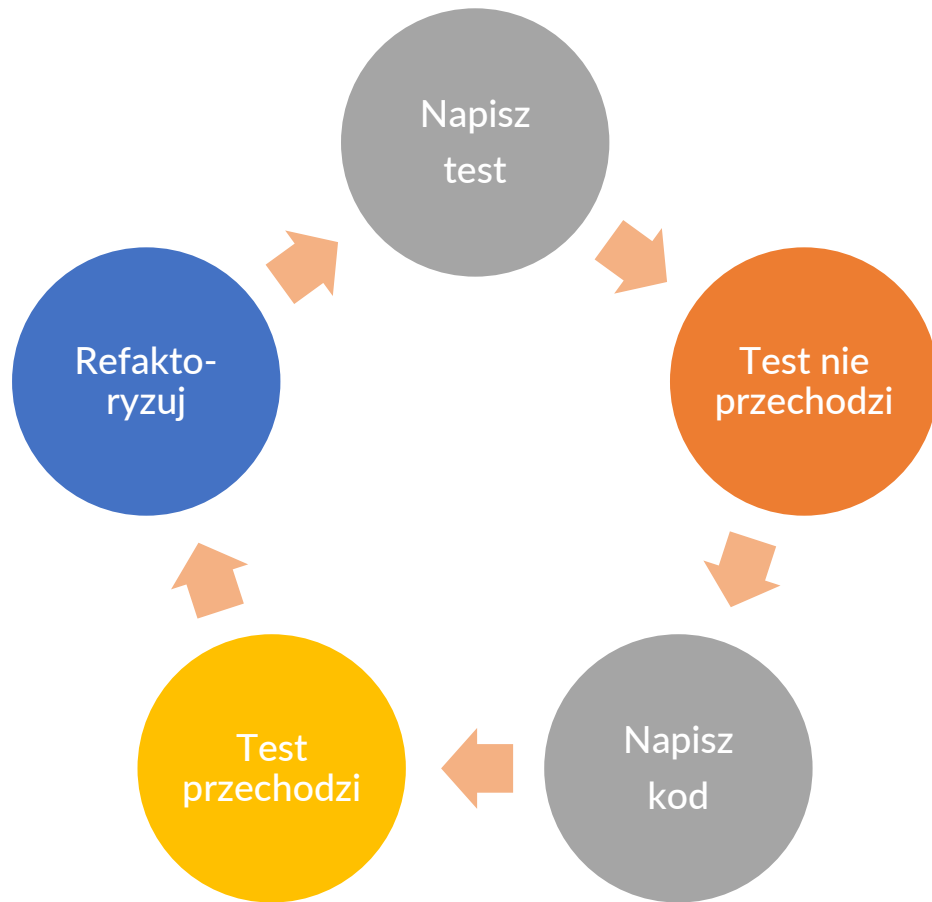 Napisz
test
Test nie
przechodzi
Napisz
kod
Test
przechodzi
Refakto-
ryzuj